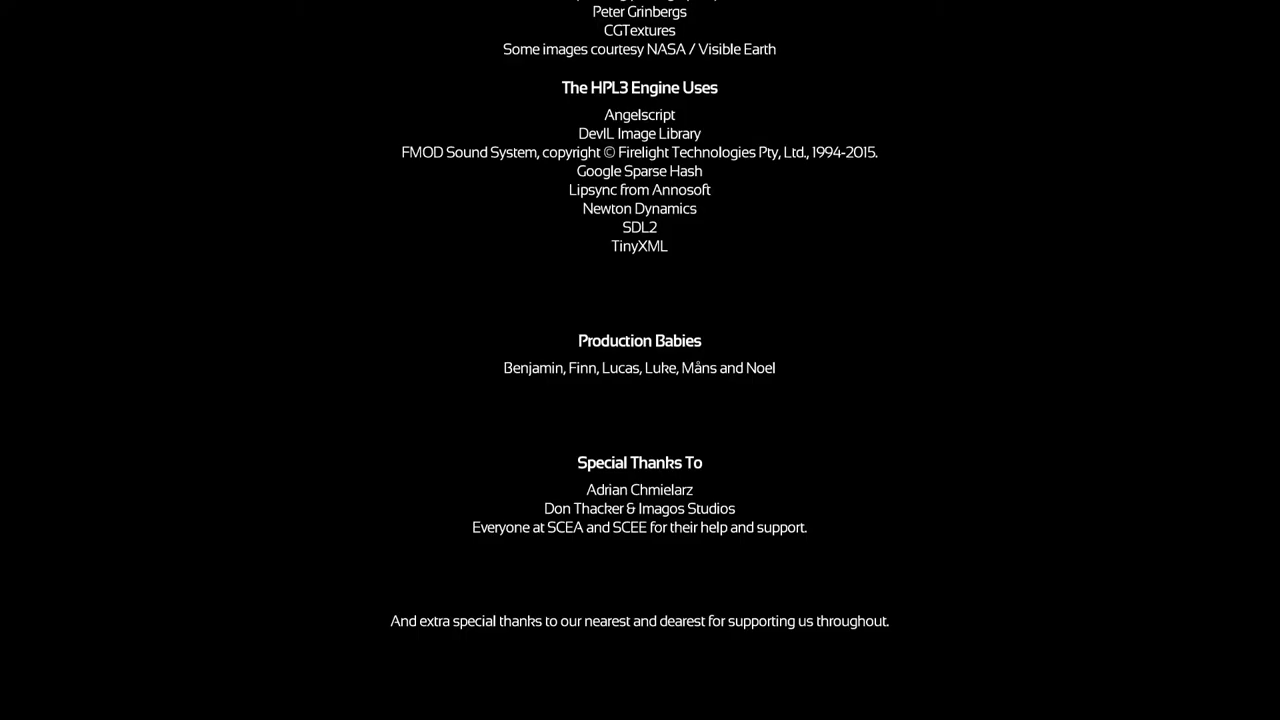 Peter Grinbergs
CGTextures
Some images courtesy NASA / Visible Earth
The HPL3 Engine Uses
Angelscript
DevIL Image Library
FMOD Sound System, copyright © Firelight Technologies Pty, Ltd., 1994-2015.
Google Sparse Hash
Lipsync from Annosoft
Newton Dynamics
SDL2
TinyXML
Production Babies
Benjamin, Finn, Lucas, Luke, Måns and Noel
Special Thanks To
Adrian Chmielarz
Don Thacker & Imagos Studios
Everyone at SCEA and SCEE for their help and support.
And extra special thanks to our nearest and dearest for supporting us throughout.